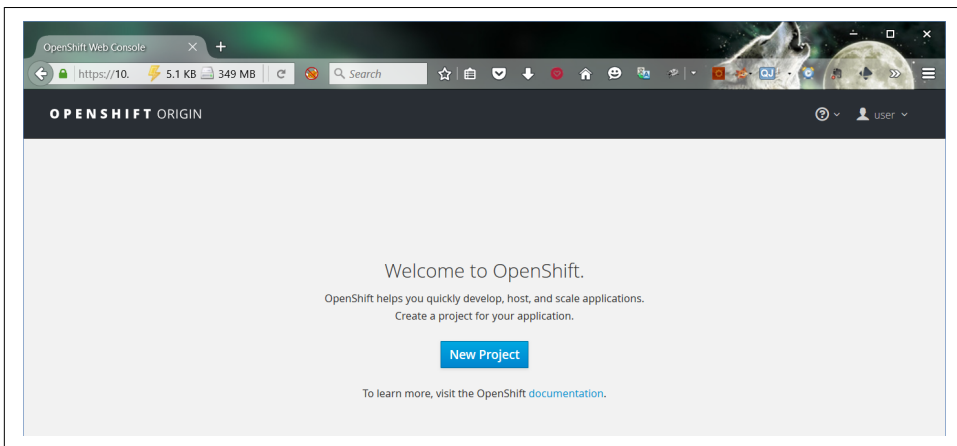 OpenShift Web Console
https://10. 5.1 KB 349 MB Search
OPENSHIFT ORIGIN
user
Welcome to OpenShift.
OpenShift helps you quickly develop, host, and scale applications.
Create a project for your application.
New Project
To learn more, visit the OpenShift documentation.